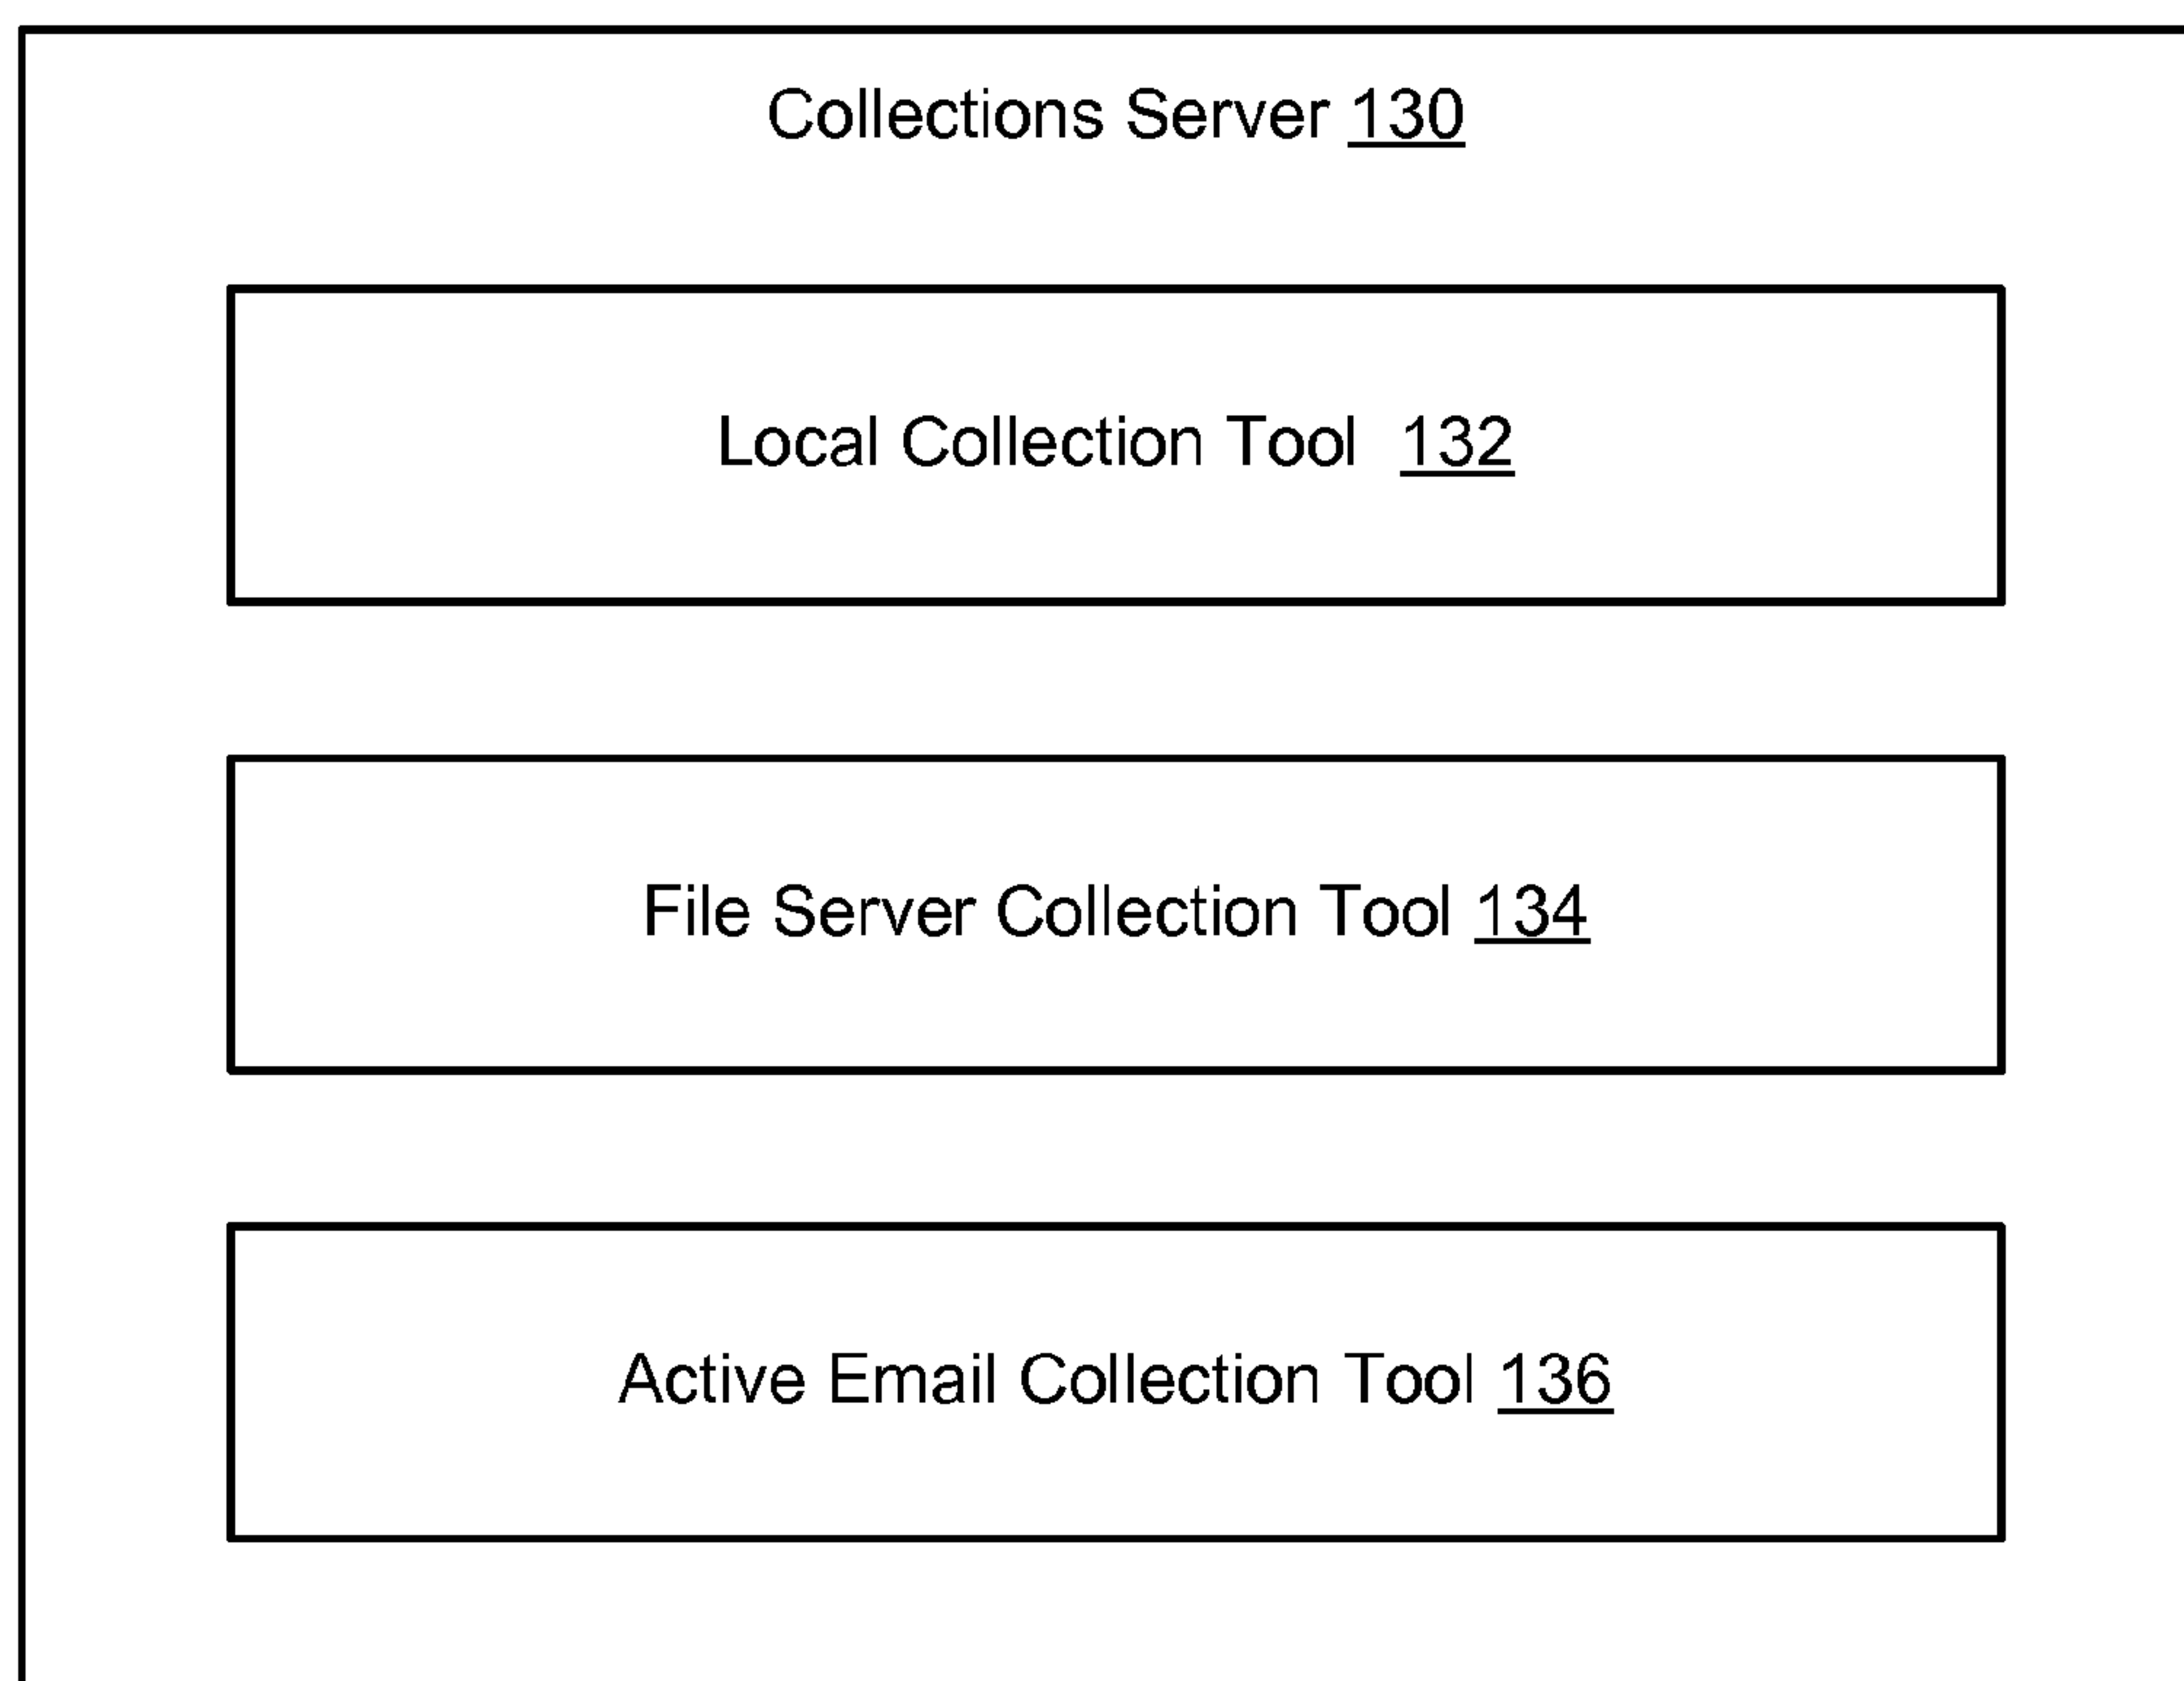 Collections Server 130
Local Collection Tool 132
File Server Collection Tool 134
Active Email Collection Tool 136